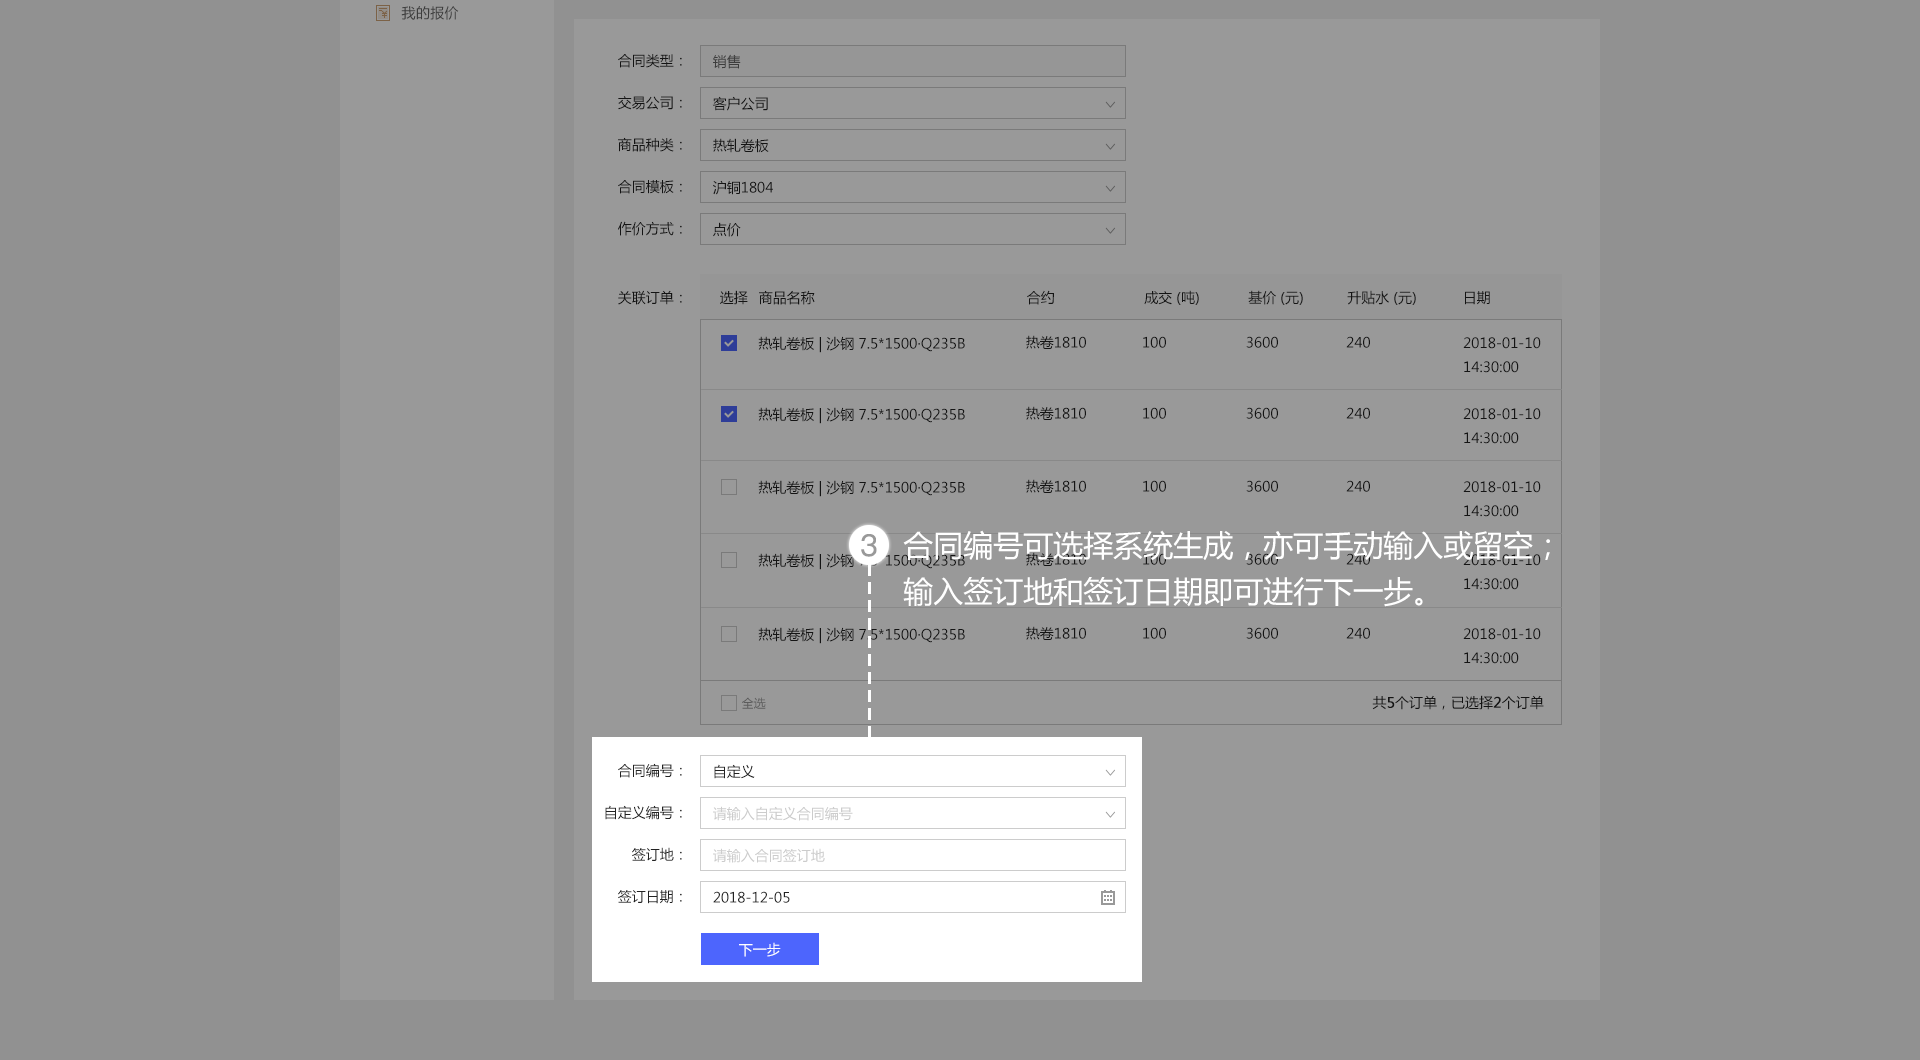 我的报价
合同类型： 销售
交易公司： 客户公司
商品种类： 热轧卷板
合同模板： 沪铜1804
作价方式： 点价
关联订单： 选择 商品名称 合约 成交 (吨) 基价 (元) 升贴水 (元) 日期
热轧卷板 | 沙钢 7.5*1500·Q235B 热卷1810 100 3600 240 2018-01-10
14:30:00
热轧卷板 | 沙钢 7.5*1500·Q235B 热卷1810 100 3600 240 2018-01-10
14:30:00
热轧卷板 | 沙钢 7.5*1500·Q235B 热卷1810 100 3600 240 2018-01-10
14:30:00
3 合同编号可选择系统生成，亦可手动输入或留空；
输入签订地和签订日期即可进行下一步。
热轧卷板 | 沙钢 7.5*1500·Q235B 热卷1810 100 3600 240 2018-01-10
14:30:00
热轧卷板 | 沙钢 7.5*1500·Q235B 热卷1810 100 3600 240 2018-01-10
14:30:00
全选 共5个订单，已选择2个订单
合同编号： 自定义
自定义编号： 请输入自定义合同编号
签订地： 请输入合同签订地
签订日期： 2018-12-05
下一步